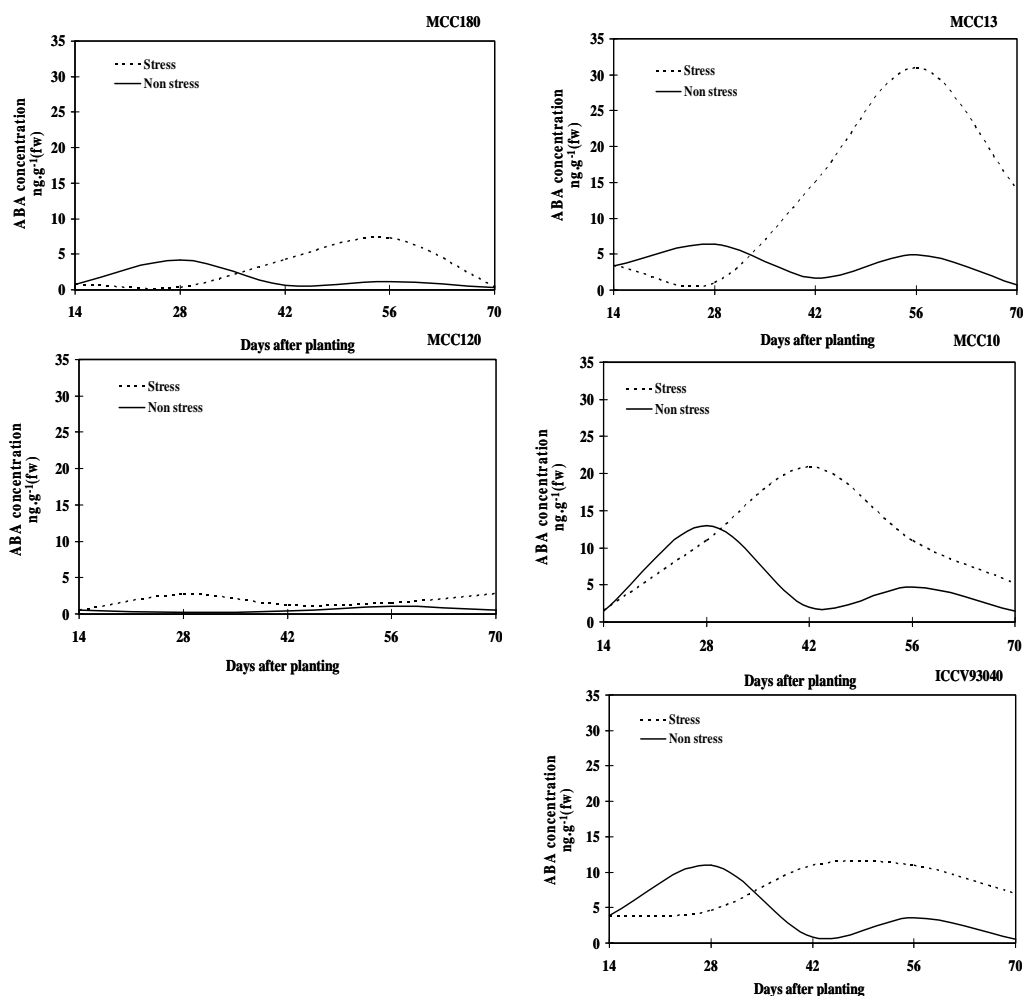 MCC180
35
30
25
20
15
10
5
0
Stress
Non stress
ABA concentration
ng.g-1(fw)
14 28 42 56 70
Days after planting
MCC13
35
30
25
20
15
10
5
0
Stress
Non stress
ABA concentration
ng.g-1(fw)
14 28 42 56 70
Days after planting
MCC120
35
30
25
20
15
10
5
0
Stress
Non stress
ABA concentration
ng.g-1(fw)
14 28 42 56 70
Days after planting
MCC10
35
30
25
20
15
10
5
0
Stress
Non stress
ABA concentration
ng.g-1(fw)
14 28 42 56 70
Days after planting
ICCV93040
35
30
25
20
15
10
5
0
Stress
Non stress
ABA concentration
ng.g-1(fw)
14 28 42 56 70
Days after planting